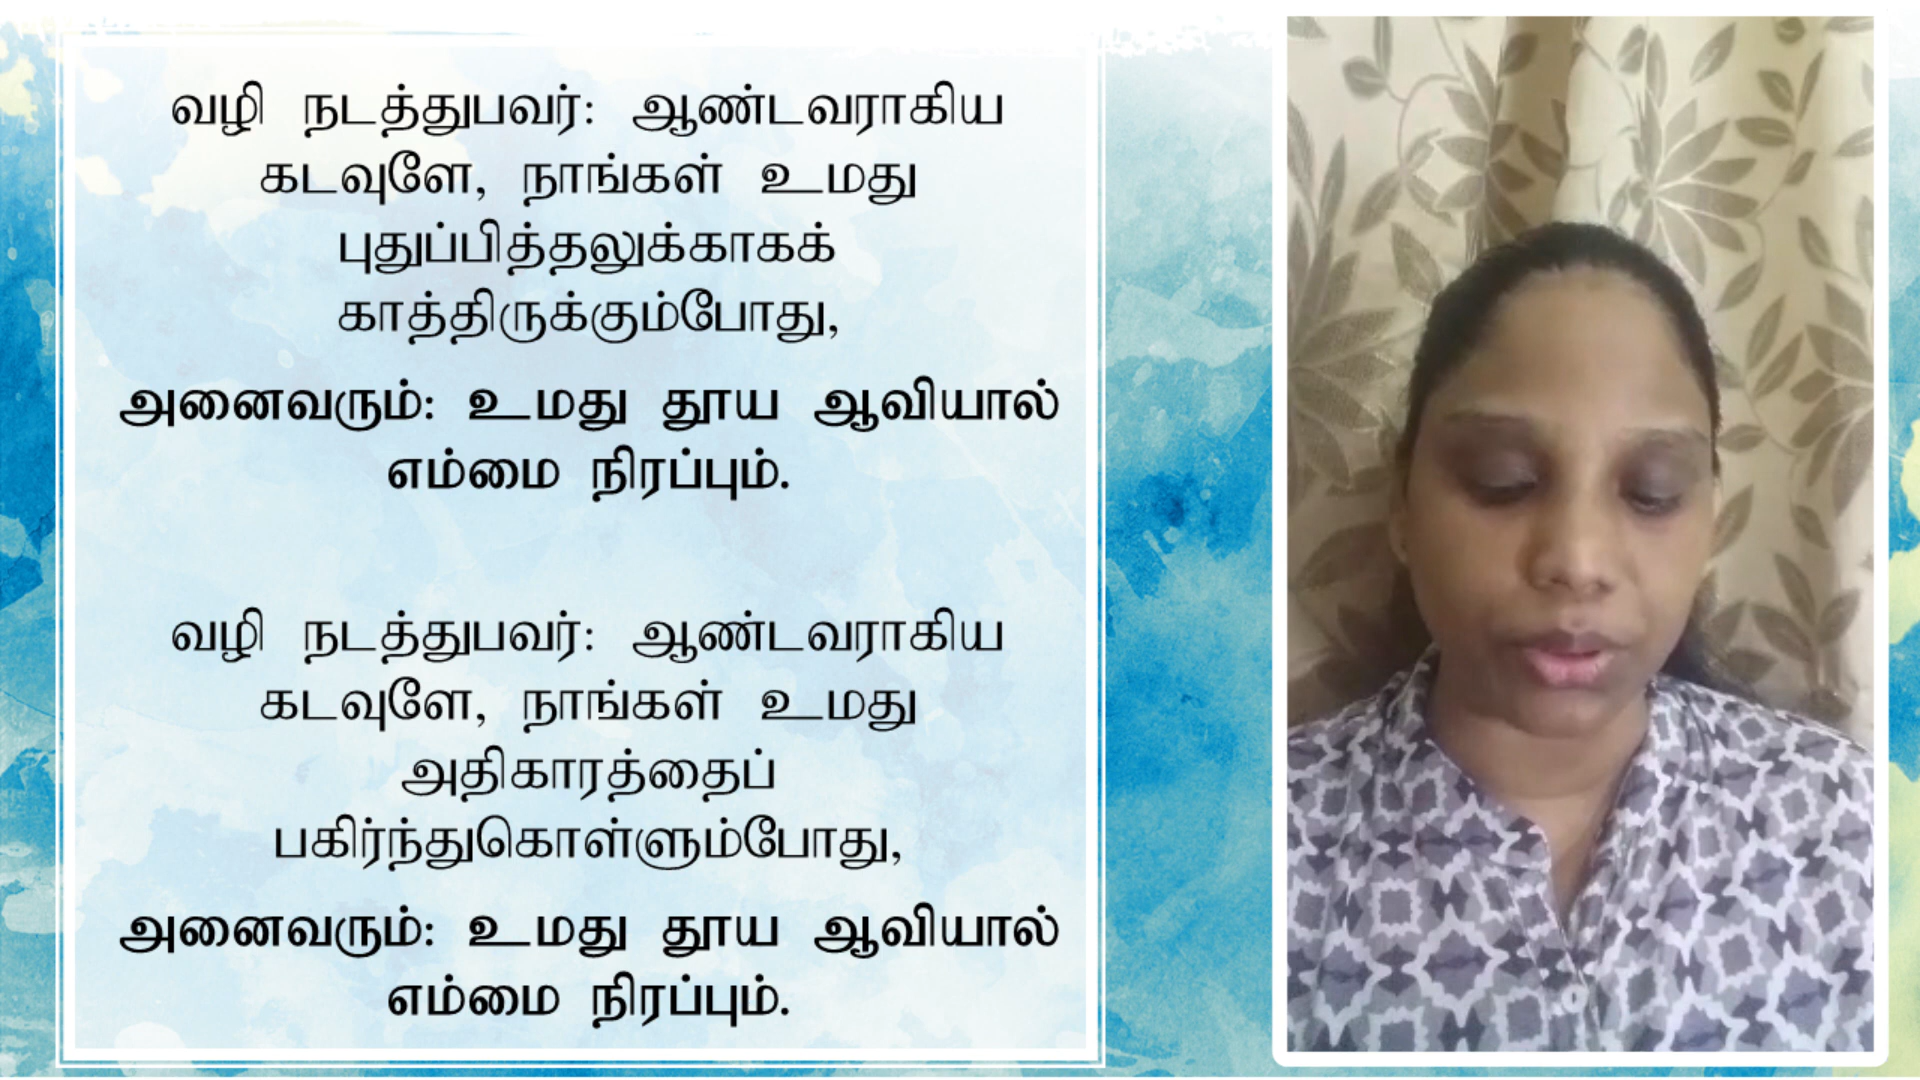 வழி நடத்துபவர்: ஆண்டவராகிய
கடவுளே, நாங்கள் உமது
புதுப்பித்தலுக்காகக்
காத்திருக்கும்போது,
அனைவரும்: உமது தூய ஆவியால்
எம்மை நிரப்பும்.
வழி நடத்துபவர்: ஆண்டவராகிய
கடவுளே, நாங்கள் உமது
அதிகாரத்தைப்
பகிர்ந்துகொள்ளும்போது,
அனைவரும்: உமது தூய ஆவியால்
எம்மை நிரப்பும்.